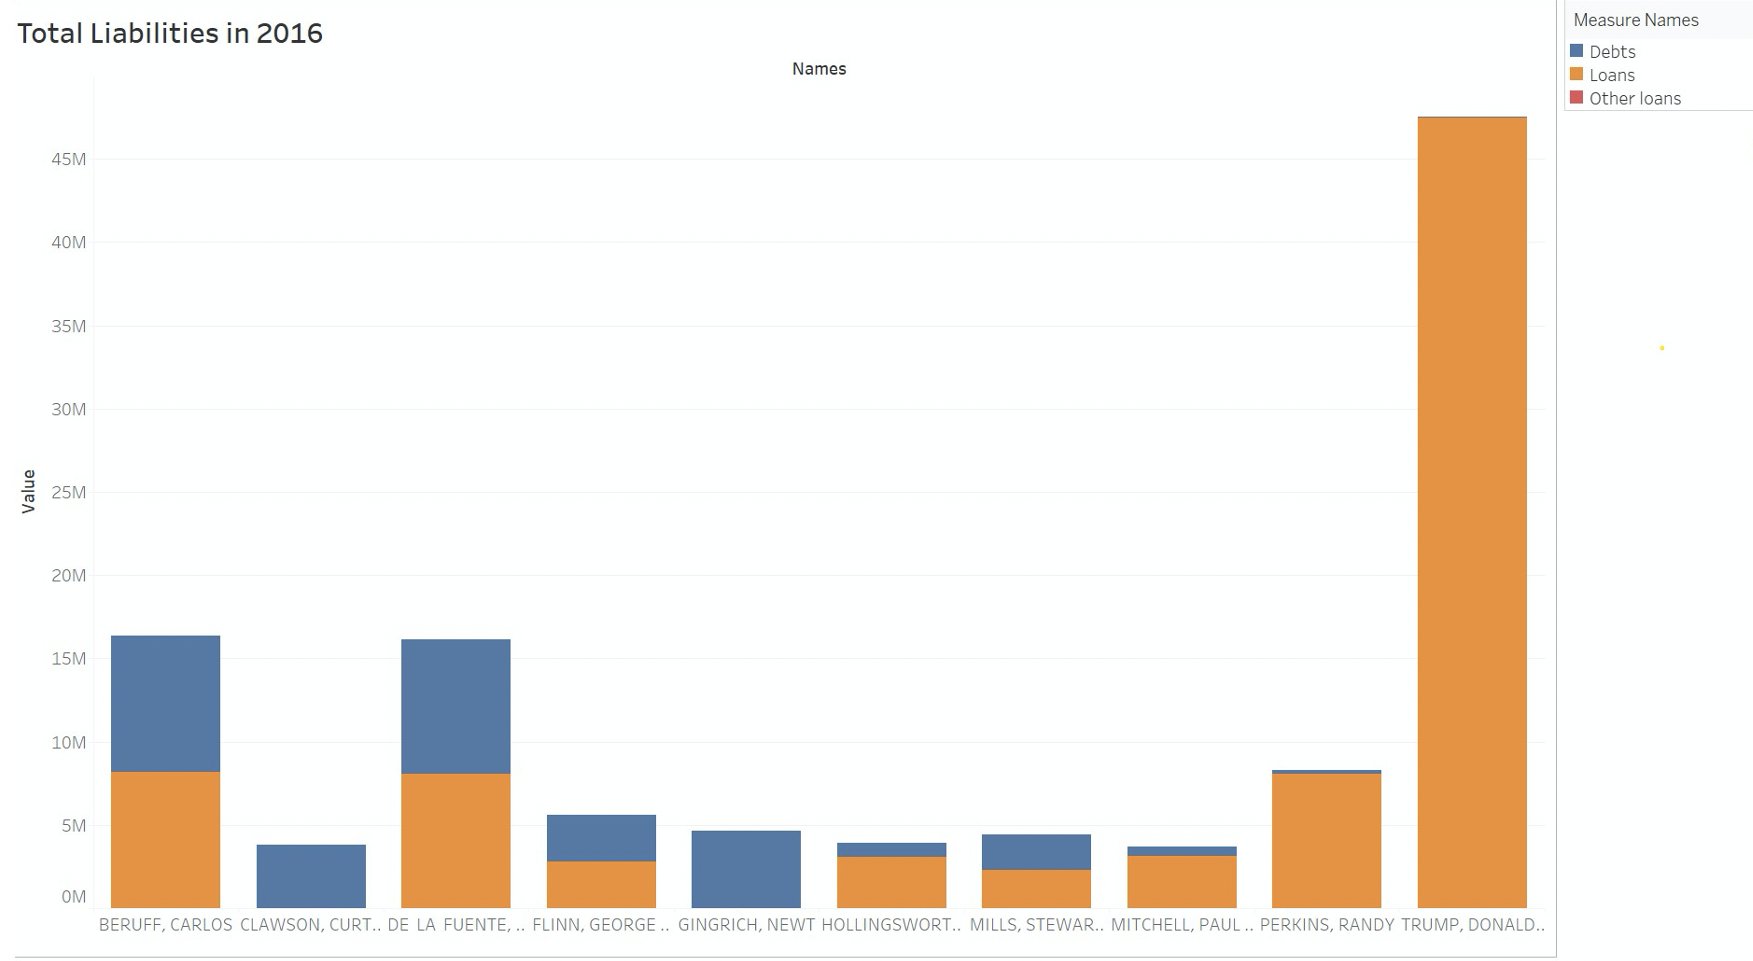 Total Liabilities in 2016
Names
Measure Names
Debts
Loans
Other loans
Value
45M
40M
35M
30M
25M
20M
15M
10M
5M
0M
BERUFF, CARLOS CLAWSON, CURT.. DE LA FUENTE, .. FLINN, GEORGE .. GINGRICH, NEWT HOLLINGSWORT.. MILLS, STEWAR.. MITCHELL, PAUL .. PERKINS, RANDY TRUMP, DONALD..